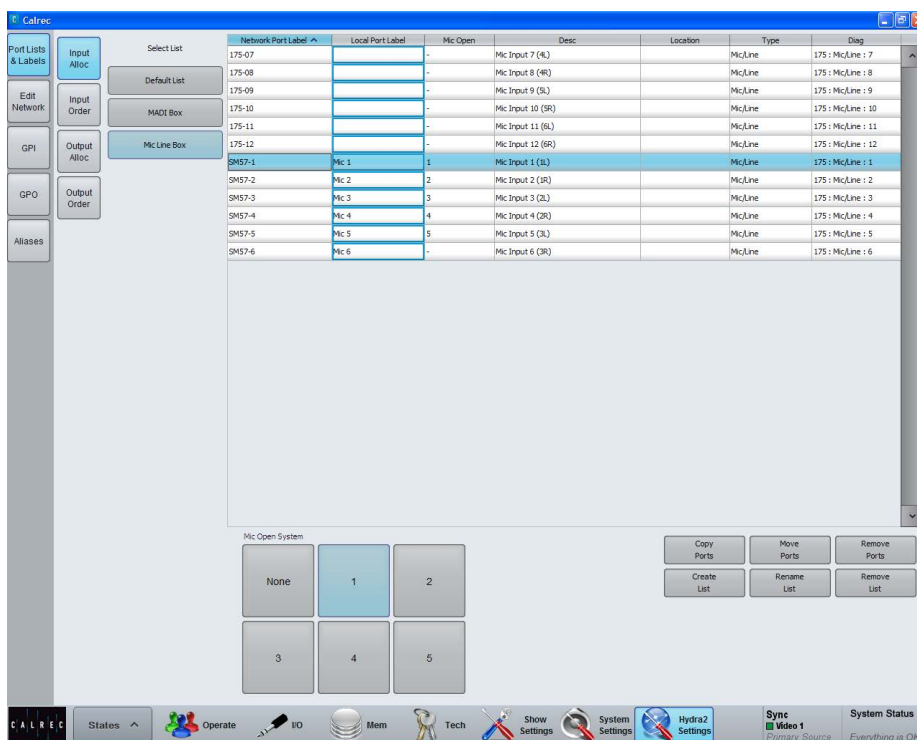 Calrec
Port Lists & Labels
Edit Network
GPI
GPO
Aliases
Input Alloc
Input Order
Output Alloc
Output Order
Select List
Default List
MADI Box
Mic Line Box
Network Port Label Local Port Label Mic Open Desc Location Type Diag
175-07 - Mic Input 7 (4L) Mic/Line 175 : Mic/Line : 7
175-08 - Mic Input 8 (4R) Mic/Line 175 : Mic/Line : 8
175-09 - Mic Input 9 (5L) Mic/Line 175 : Mic/Line : 9
175-10 - Mic Input 10 (5R) Mic/Line 175 : Mic/Line : 10
175-11 - Mic Input 11 (6L) Mic/Line 175 : Mic/Line : 11
175-12 - Mic Input 12 (6R) Mic/Line 175 : Mic/Line : 12
SM57-1 Mic 1 1 Mic Input 1 (1L) Mic/Line 175 : Mic/Line : 1
SM57-2 Mic 2 2 Mic Input 2 (1R) Mic/Line 175 : Mic/Line : 2
SM57-3 Mic 3 3 Mic Input 3 (2L) Mic/Line 175 : Mic/Line : 3
SM57-4 Mic 4 4 Mic Input 4 (2R) Mic/Line 175 : Mic/Line : 4
SM57-5 Mic 5 5 Mic Input 5 (3L) Mic/Line 175 : Mic/Line : 5
SM57-6 Mic 6 - Mic Input 6 (3R) Mic/Line 175 : Mic/Line : 6
Mic Open System
None 1 2
3 4 5
Copy Ports
Move Ports
Remove Ports
Create List
Rename List
Remove List
CALREC
States
Operate
I/O
Mem
Tech
Show Settings
System Settings
Hydra2 Settings
Sync
Video 1
Primary Source
System Status
Everything is